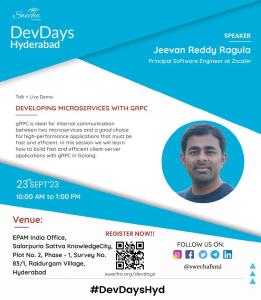 Swecha
DevDays
Hyderabad
SPEAKER
Jeevan Reddy Ragula
Principal Software Engineer at Zscaler
Talk + Live Demo
DEVELOPING MICROSERVICES WITH GRPC
gRPC is ideal for internal communication
between two microservices and a good choice
for high-performance applications that must be
fast and efficient. In this session we will learn
how to build fast and efficient client-server
applications with gRPC in Golang.
23 SEPT'23
10:00 AM to 1:00 PM
Venue:
EPAM India Office,
Salarpuria Sattva KnowledgeCity,
Plot No. 2, Phase - 1, Survey No.
83/1, Raidurgam Village,
Hyderabad
REGISTER NOW!!
swecha.org/devdays
FOLLOW US ON:
@swechafsmi
#DevDaysHyd